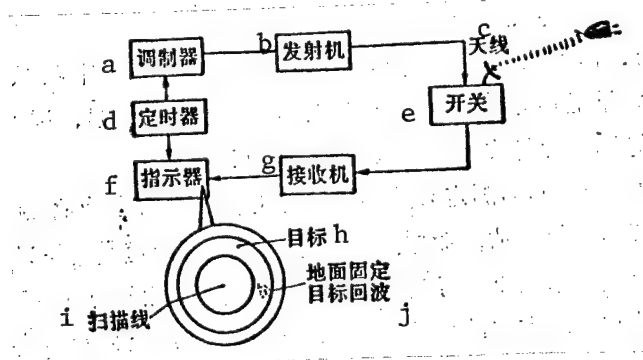 b 发射机
c
天线
a 调制器
d 定时器
e 开关
f 指示器
g 接收机
目标 h
地面固定
目标回波
i 扫描线
j